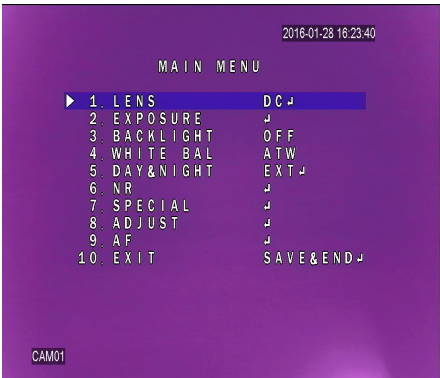 2016-01-28 16:23:40
MAIN MENU
1. LENS DC↵
2. EXPOSURE ↵
3. BACKLIGHT OFF
4. WHITE BAL ATW
5. DAY&NIGHT EXT↵
6. NR ↵
7. SPECIAL ↵
8. ADJUST ↵
9. AF ↵
10. EXIT SAVE&END↵
CAM01